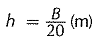 h = B/20 (m)